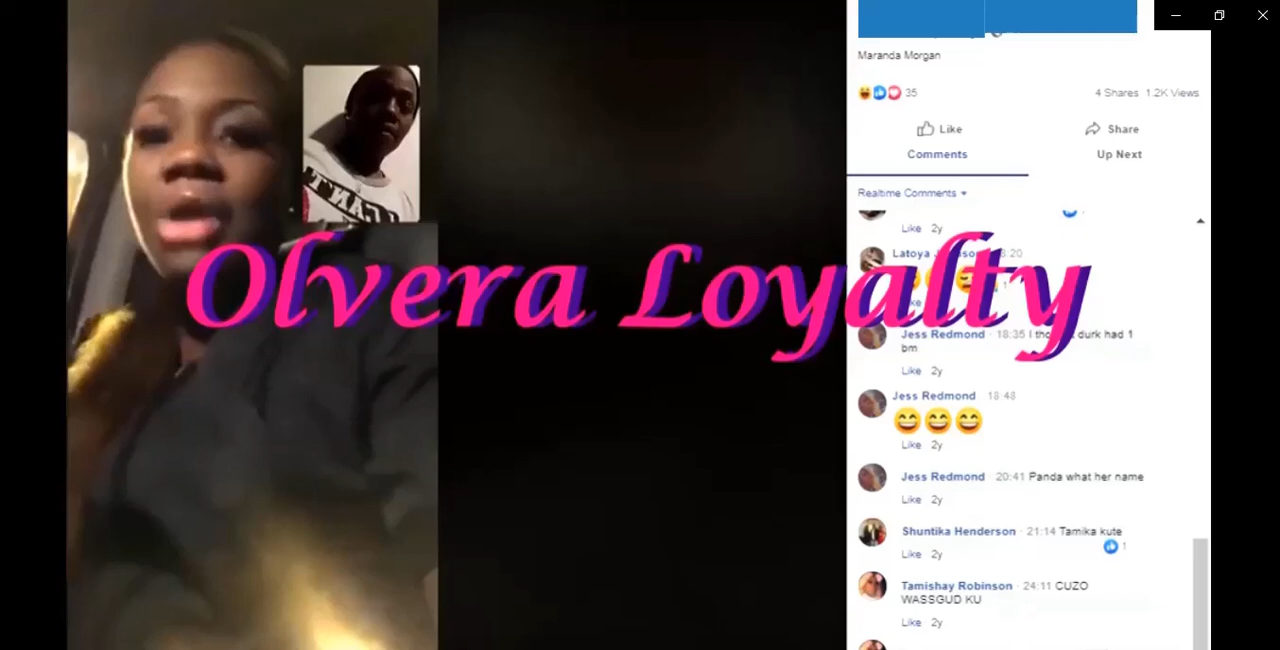 Maranda Morgan
35
4 Shares 1.2K Views
Like
Share
Comments
Up Next
Realtime Comments
1
Like 2y
Olvera Loyalty
Latoya
1
Jess Redmond · 18:35 I durk had 1
bm
Like 2y
Jess Redmond 18:48
😄😄😄
Like 2y
Jess Redmond 20:41 Panda what her name
Like 2y
Shuntika Henderson · 21:14 Tamika kute
1
Like 2y
Tamishay Robinson · 24:11 CUZO
WASSGUD KU
Like 2y